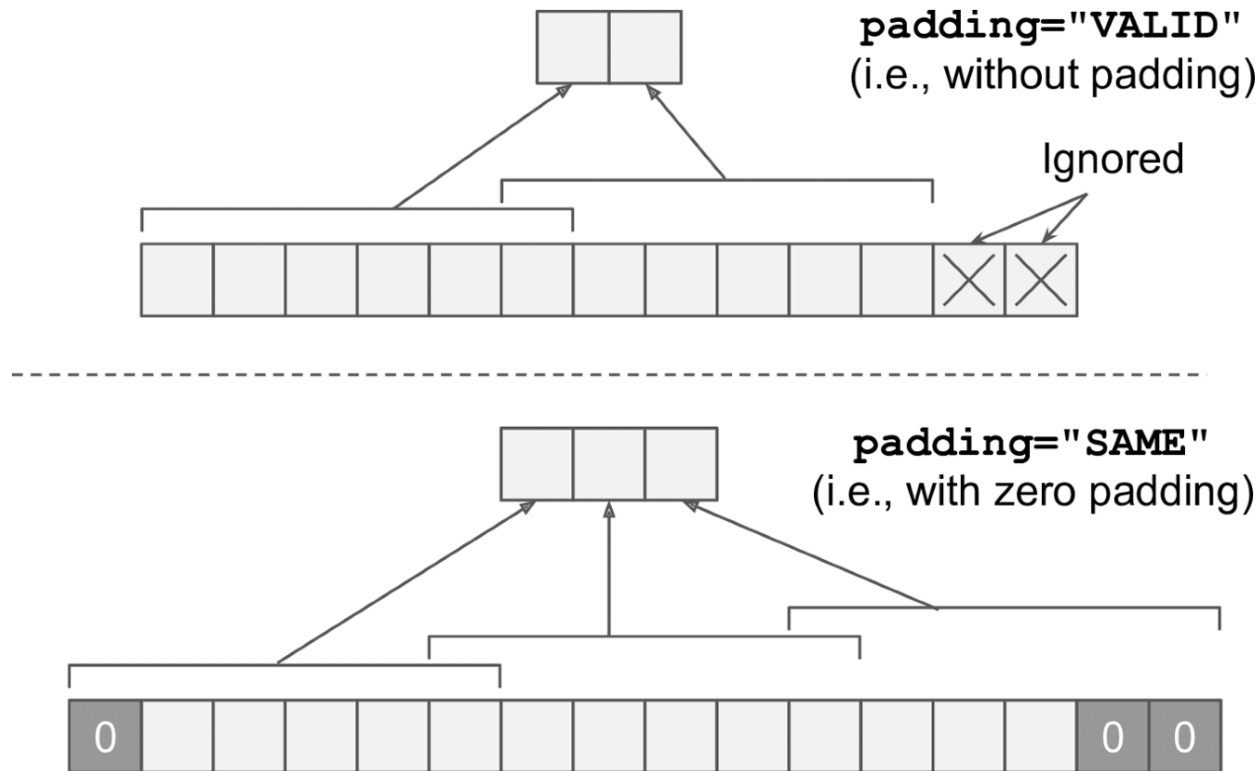 padding="VALID"
(i.e., without padding)
Ignored
padding="SAME"
(i.e., with zero padding)
0 0 0